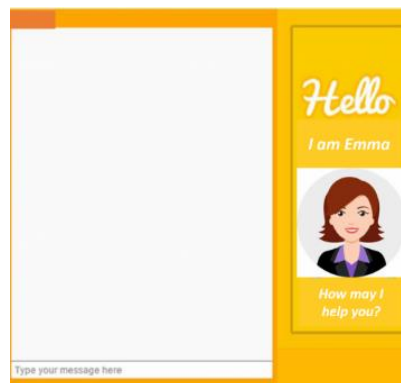 Hello
I am Emma
How may I
help you?
Type your message here